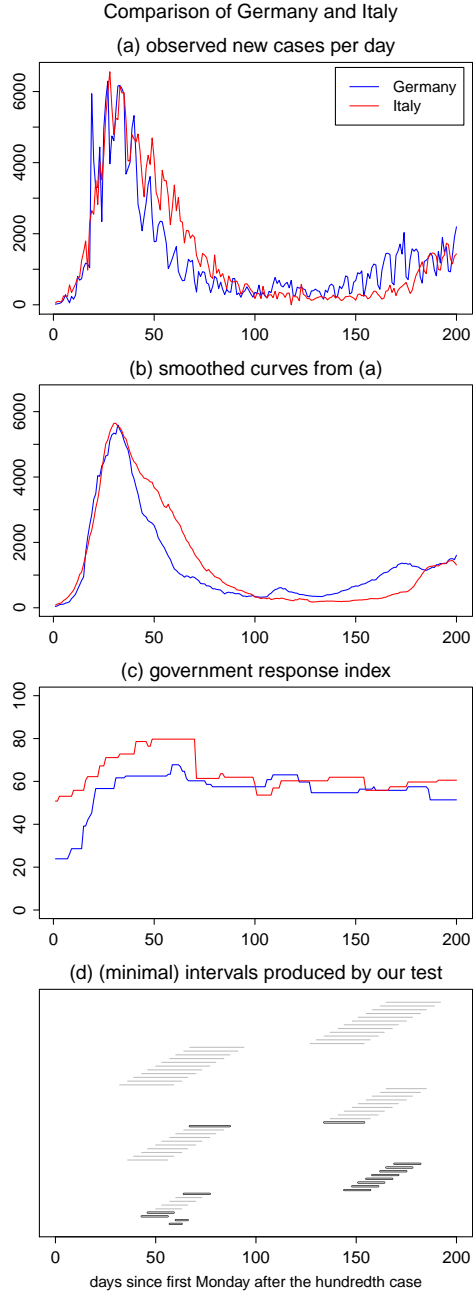 Comparison of Germany and Italy
(a) observed new cases per day
Germany
Italy
6000
4000
2000
0
0 50 100 150 200
(b) smoothed curves from (a)
6000
4000
2000
0
0 50 100 150 200
(c) government response index
100
80
60
40
20
0
0 50 100 150 200
(d) (minimal) intervals produced by our test
0 50 100 150 200
days since first Monday after the hundredth case